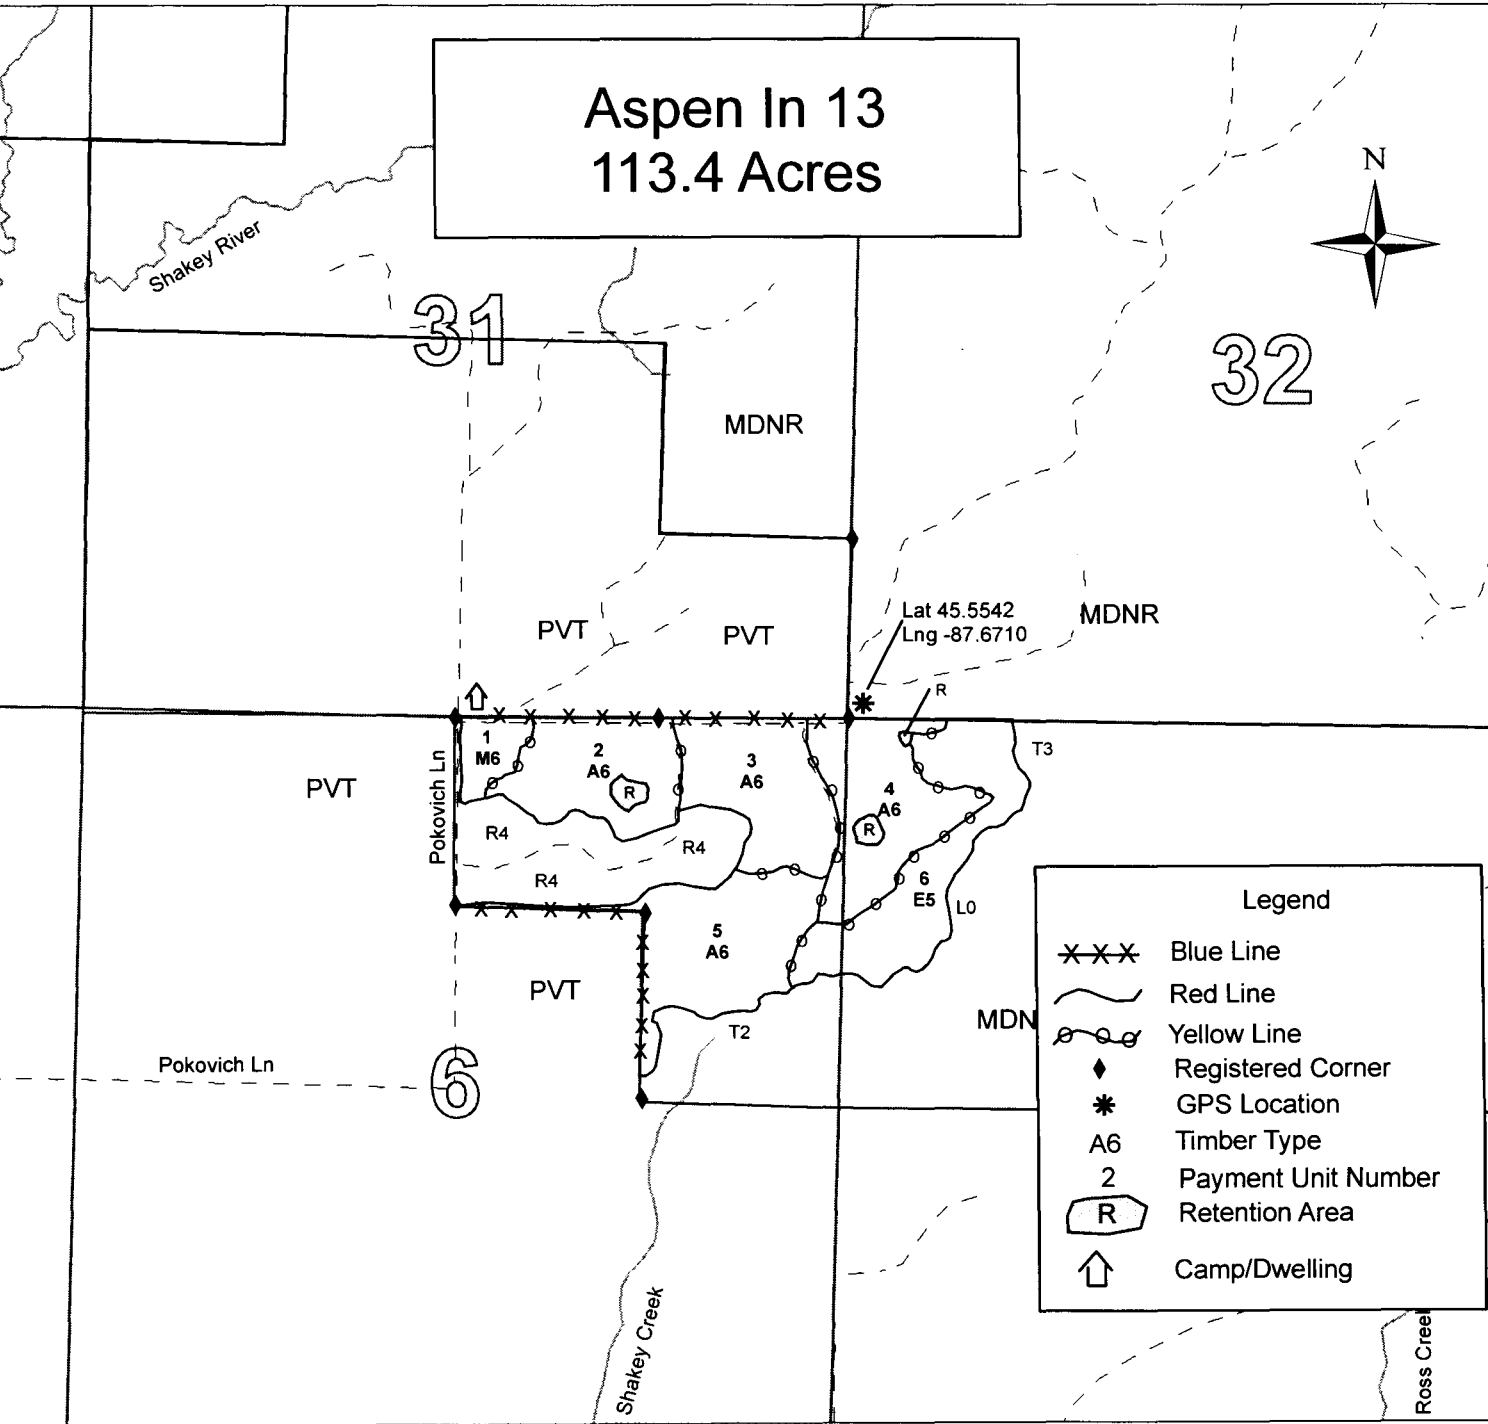 Aspen In 13
113.4 Acres
N
Shakey River
31
32
MDNR
Lat 45.5542
Lng -87.6710
MDNR
PVT
PVT
R
1
M6
2
A6
R
3
A6
4
A6
R
T3
PVT
Pokovich Ln
R4
R4
R4
6
E5
L0
5
A6
PVT
T2
MDN
Pokovich Ln
6
Shakey Creek
Legend
Blue Line
Red Line
Yellow Line
Registered Corner
GPS Location
A6 Timber Type
2 Payment Unit Number
R Retention Area
Camp/Dwelling
Ross Creek